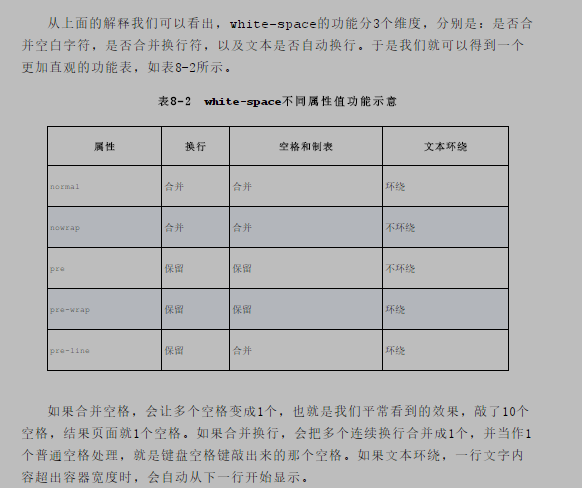 从上面的解释我们可以看出，white-space的功能分3个维度，分别是：是否合
并空白字符，是否合并换行符，以及文本是否自动换行。于是我们就可以得到一个
更加直观的功能表，如表8-2所示。
表8-2 white-space不同属性值功能示意
属性 换行 空格和制表 文本环绕
normal 合并 合并 环绕
nowrap 合并 合并 不环绕
pre 保留 保留 不环绕
pre-wrap 保留 保留 环绕
pre-line 保留 合并 环绕
如果合并空格，会让多个空格变成1个，也就是我们平常看到的效果，敲了10个
空格，结果页面就1个空格。如果合并换行，会把多个连续换行合并成1个，并当作1
个普通空格处理，就是键盘空格键敲出来的那个空格。如果文本环绕，一行文字内
容超出容器宽度时，会自动从下一行开始显示。